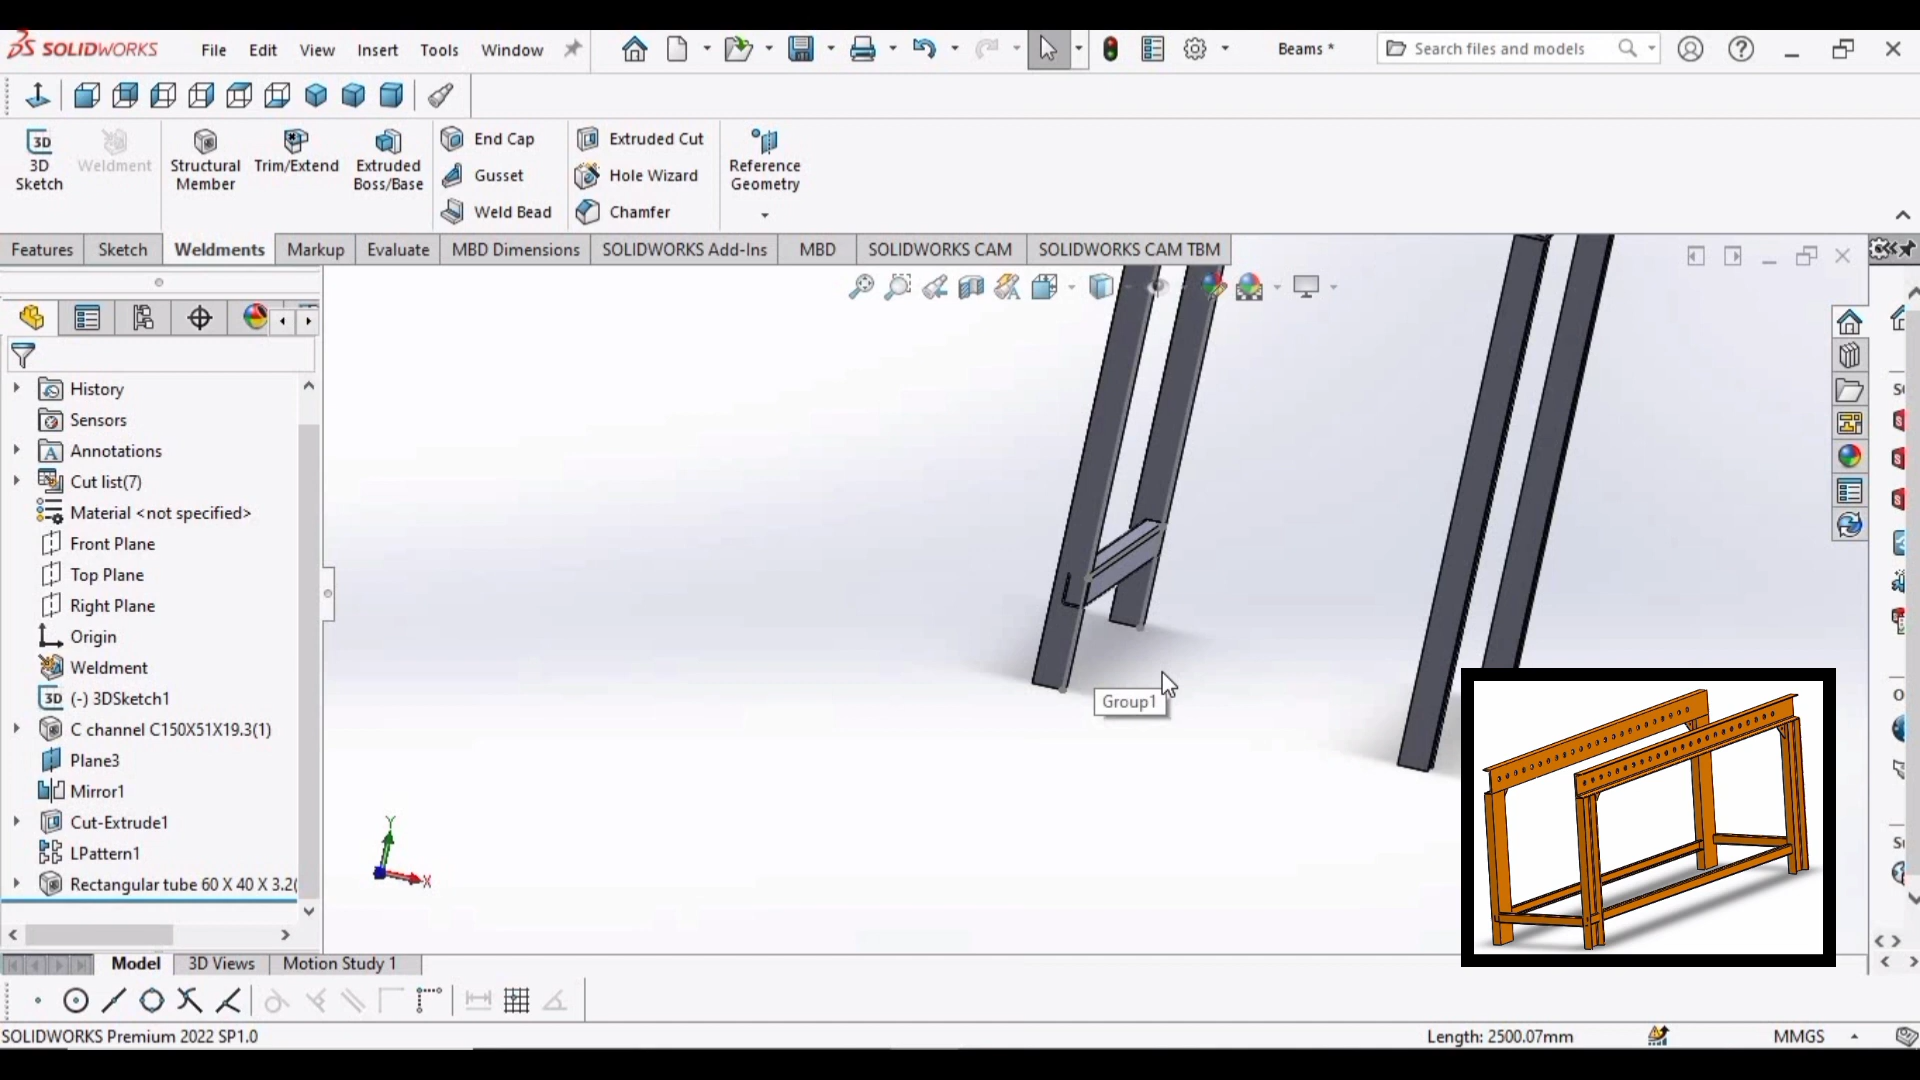 SOLIDWORKS File Edit View Insert Tools Window Beams * Search files and models
3D
3D Sketch
Weldment
Structural Member
Trim/Extend
Extruded Boss/Base
End Cap
Gusset
Weld Bead
Extruded Cut
Hole Wizard
Chamfer
Reference Geometry
Features Sketch Weldments Markup Evaluate MBD Dimensions SOLIDWORKS Add-Ins MBD SOLIDWORKS CAM SOLIDWORKS CAM TBM
History
Sensors
Annotations
Cut list(7)
Material <not specified>
Front Plane
Top Plane
Right Plane
Origin
Weldment
3D (-) 3DSketch1
C channel C150X51X19.3(1)
Plane3
Mirror1
Cut-Extrude1
LPattern1
Rectangular tube 60 X 40 X 3.2(
Group1
Y
X
Model 3D Views Motion Study 1
SOLIDWORKS Premium 2022 SP1.0 Length: 2500.07mm MMGS